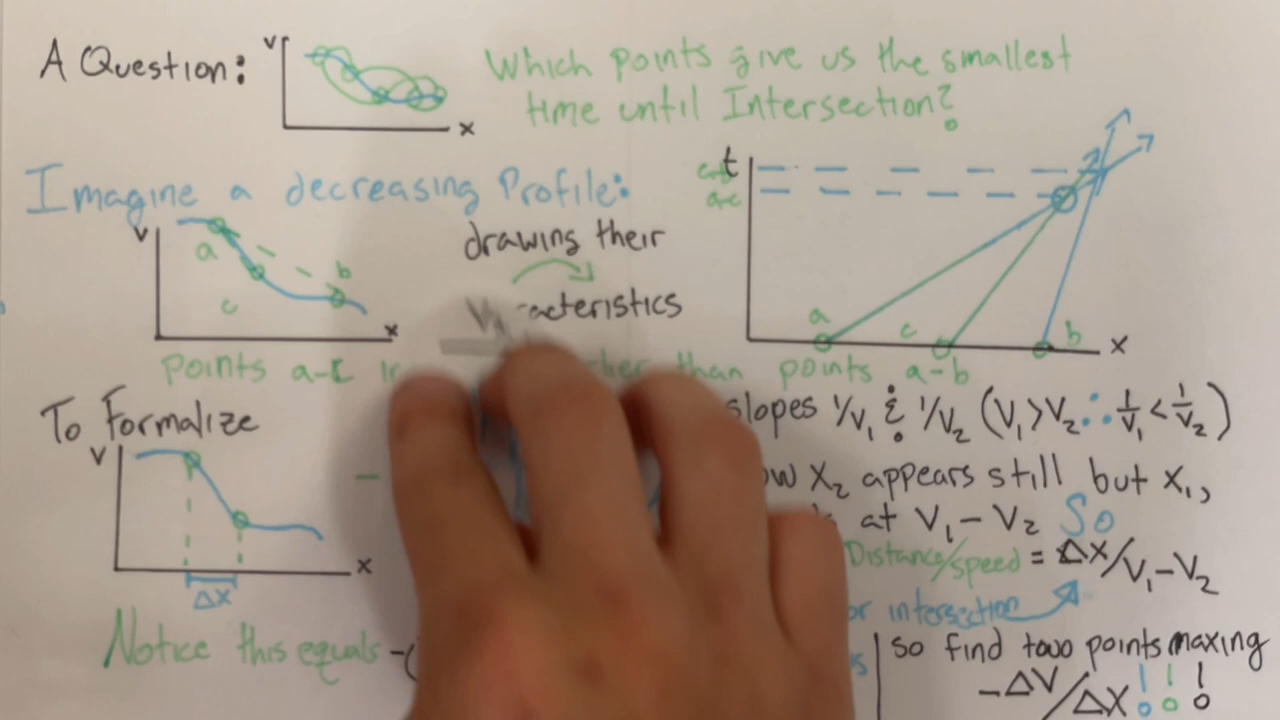 A Question:
V
x
Which points give us the smallest
time until Intersection?
Imagine a decreasing Profile:
V
a
b
c
x
drawing their
t
a
c
b
x
points a-c
than points a-b
To Formalize
slopes 1/V₁ & 1/V₂ (V₁>V₂ ∴ 1/V₁ < 1/V₂)
V
x
ΔX
X₂ appears still but x₁,
at V₁-V₂ So
Distance/speed = ΔX/V₁-V₂
intersection
Notice this equals -(
so find two points maxing
-ΔV/ΔX!!!